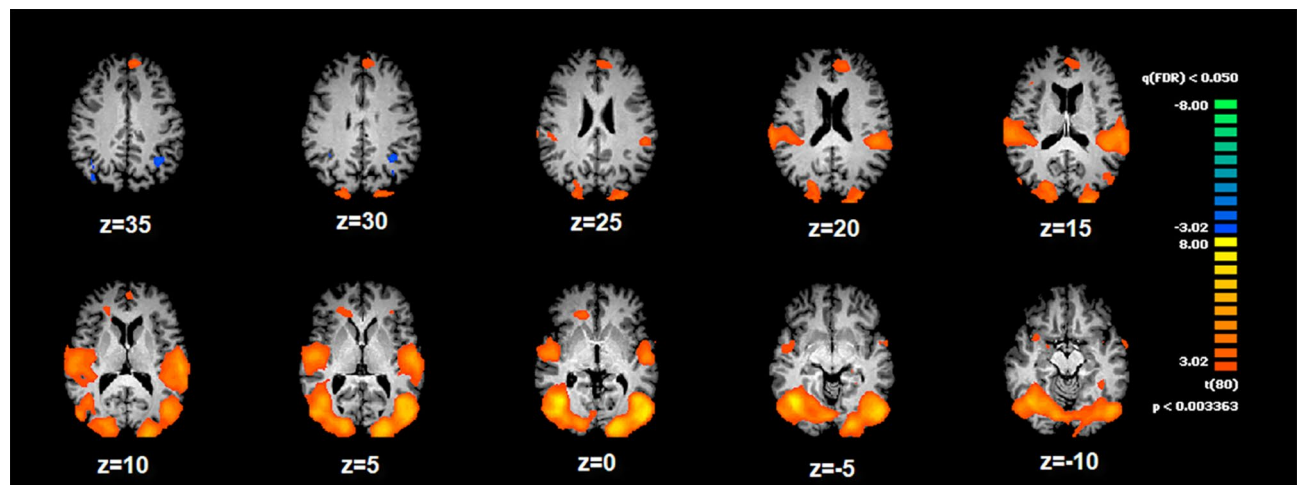 z=35
z=30
z=25
z=20
z=15
q(FDR) < 0.050
-8.00
-3.02
8.00
3.02
t(80)
p < 0.003363
z=10
z=5
z=0
z=-5
z=-10